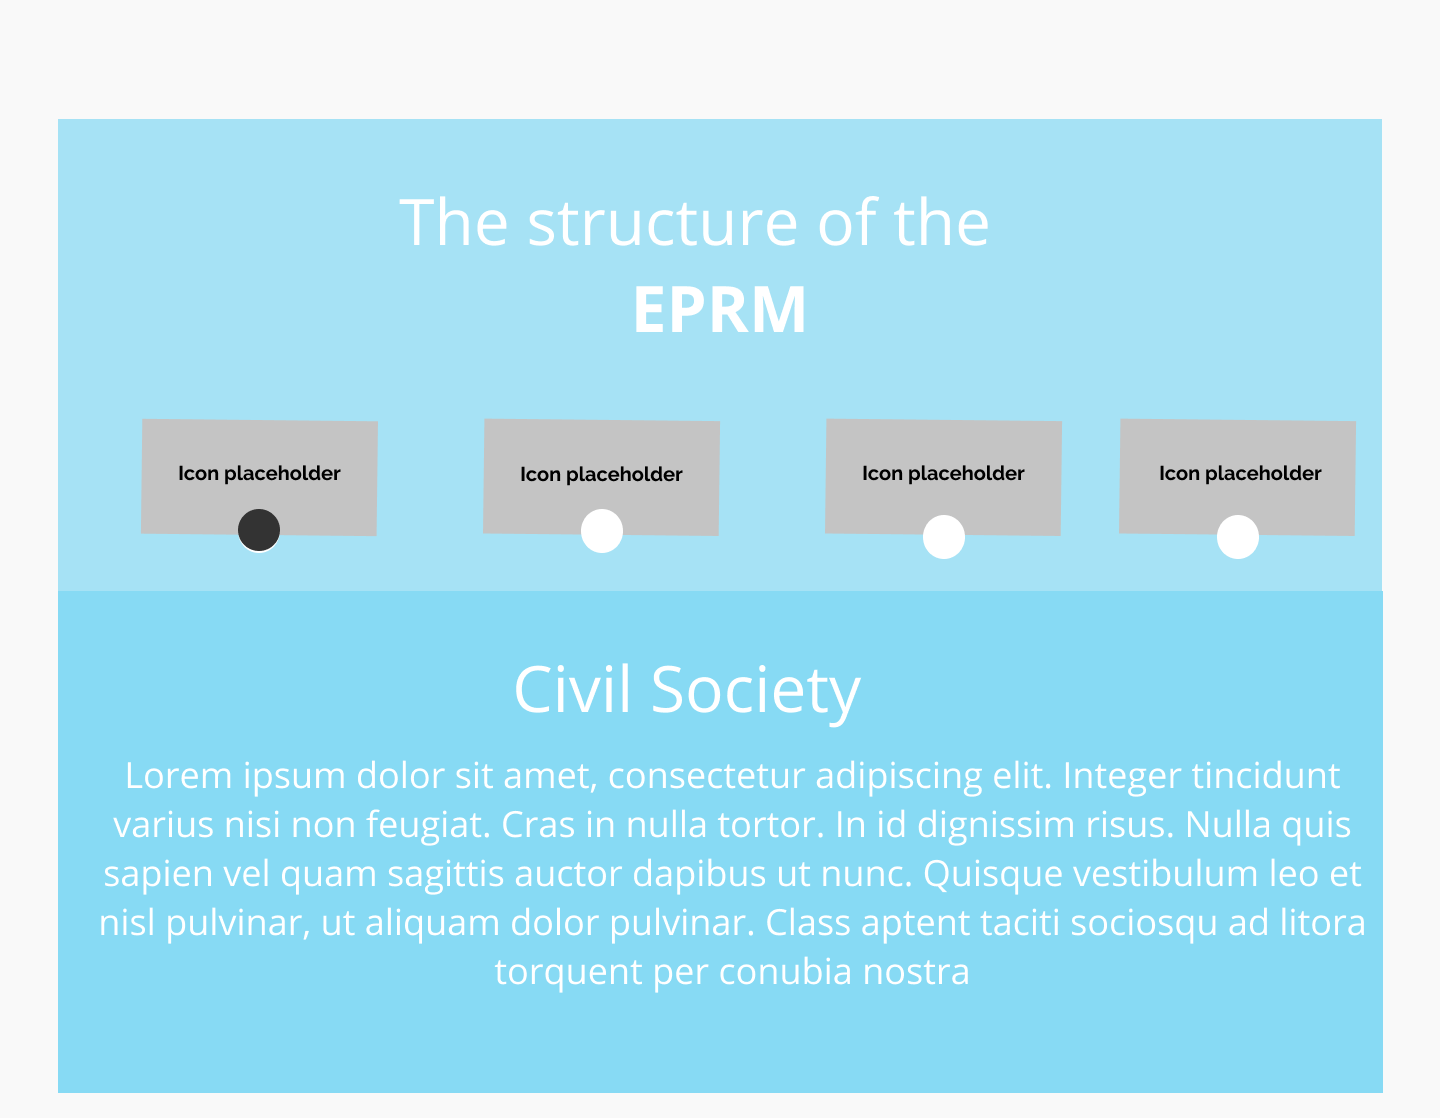 The structure of the
EPRM
Icon placeholder
Icon placeholder
Icon placeholder
Icon placeholder
Civil Society
Lorem ipsum dolor sit amet, consectetur adipiscing elit. Integer tincidunt
varius nisi non feugiat. Cras in nulla tortor. In id dignissim risus. Nulla quis
sapien vel quam sagittis auctor dapibus ut nunc. Quisque vestibulum leo et
nisl pulvinar, ut aliquam dolor pulvinar. Class aptent taciti sociosqu ad litora
torquent per conubia nostra